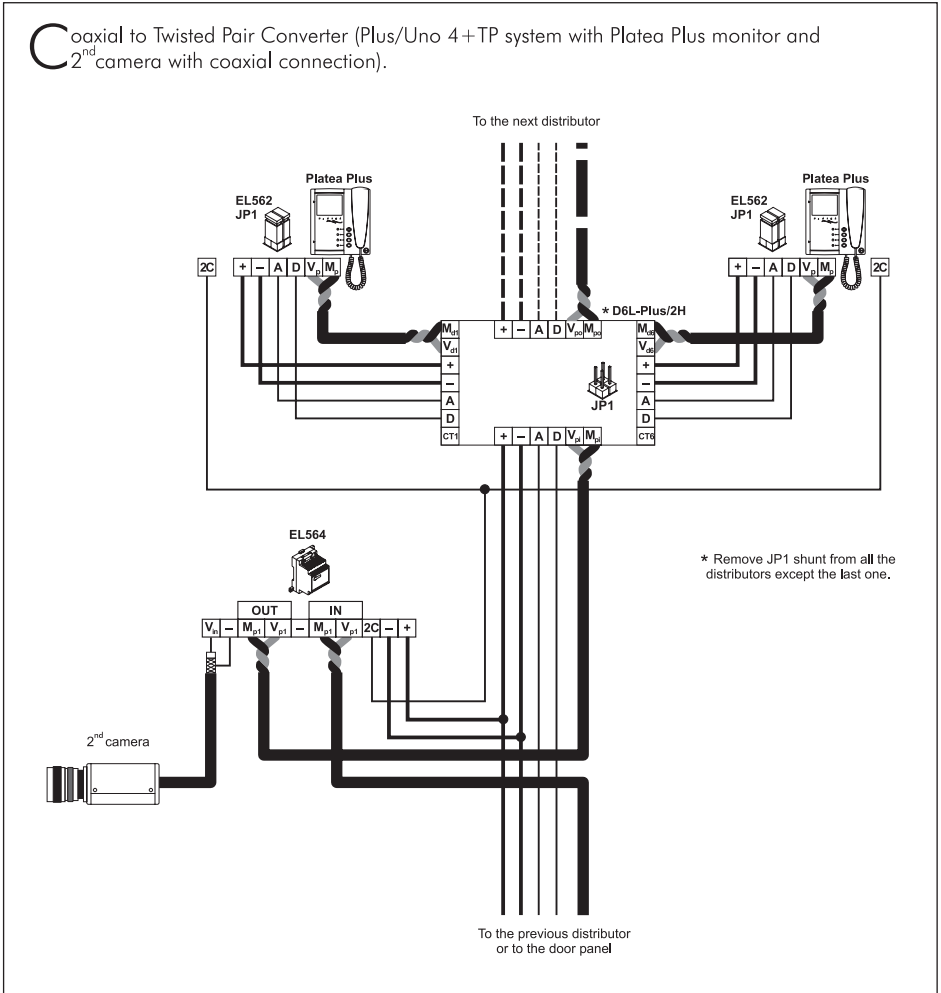 Coaxial to Twisted Pair Converter (Plus/Uno 4+TP system with Platea Plus monitor and
2nd camera with coaxial connection).
To the next distributor
Platea Plus
EL562
JP1
Platea Plus
EL562
JP1
2C
+ − A D Vp Mp
+ − A D Vp Mp
2C
* D6L-Plus/2H
+ − A D Vpo Mpo
Md1
Vd1
+
−
A
D
CT1
Md6
Vd6
+
−
A
D
CT6
JP1
+ − A D Vpi Mpi
EL564
* Remove JP1 shunt from all the
distributors except the last one.
OUT IN
Vin − Mp1 Vp1 − Mp1 Vp1 2C − +
2nd camera
To the previous distributor
or to the door panel